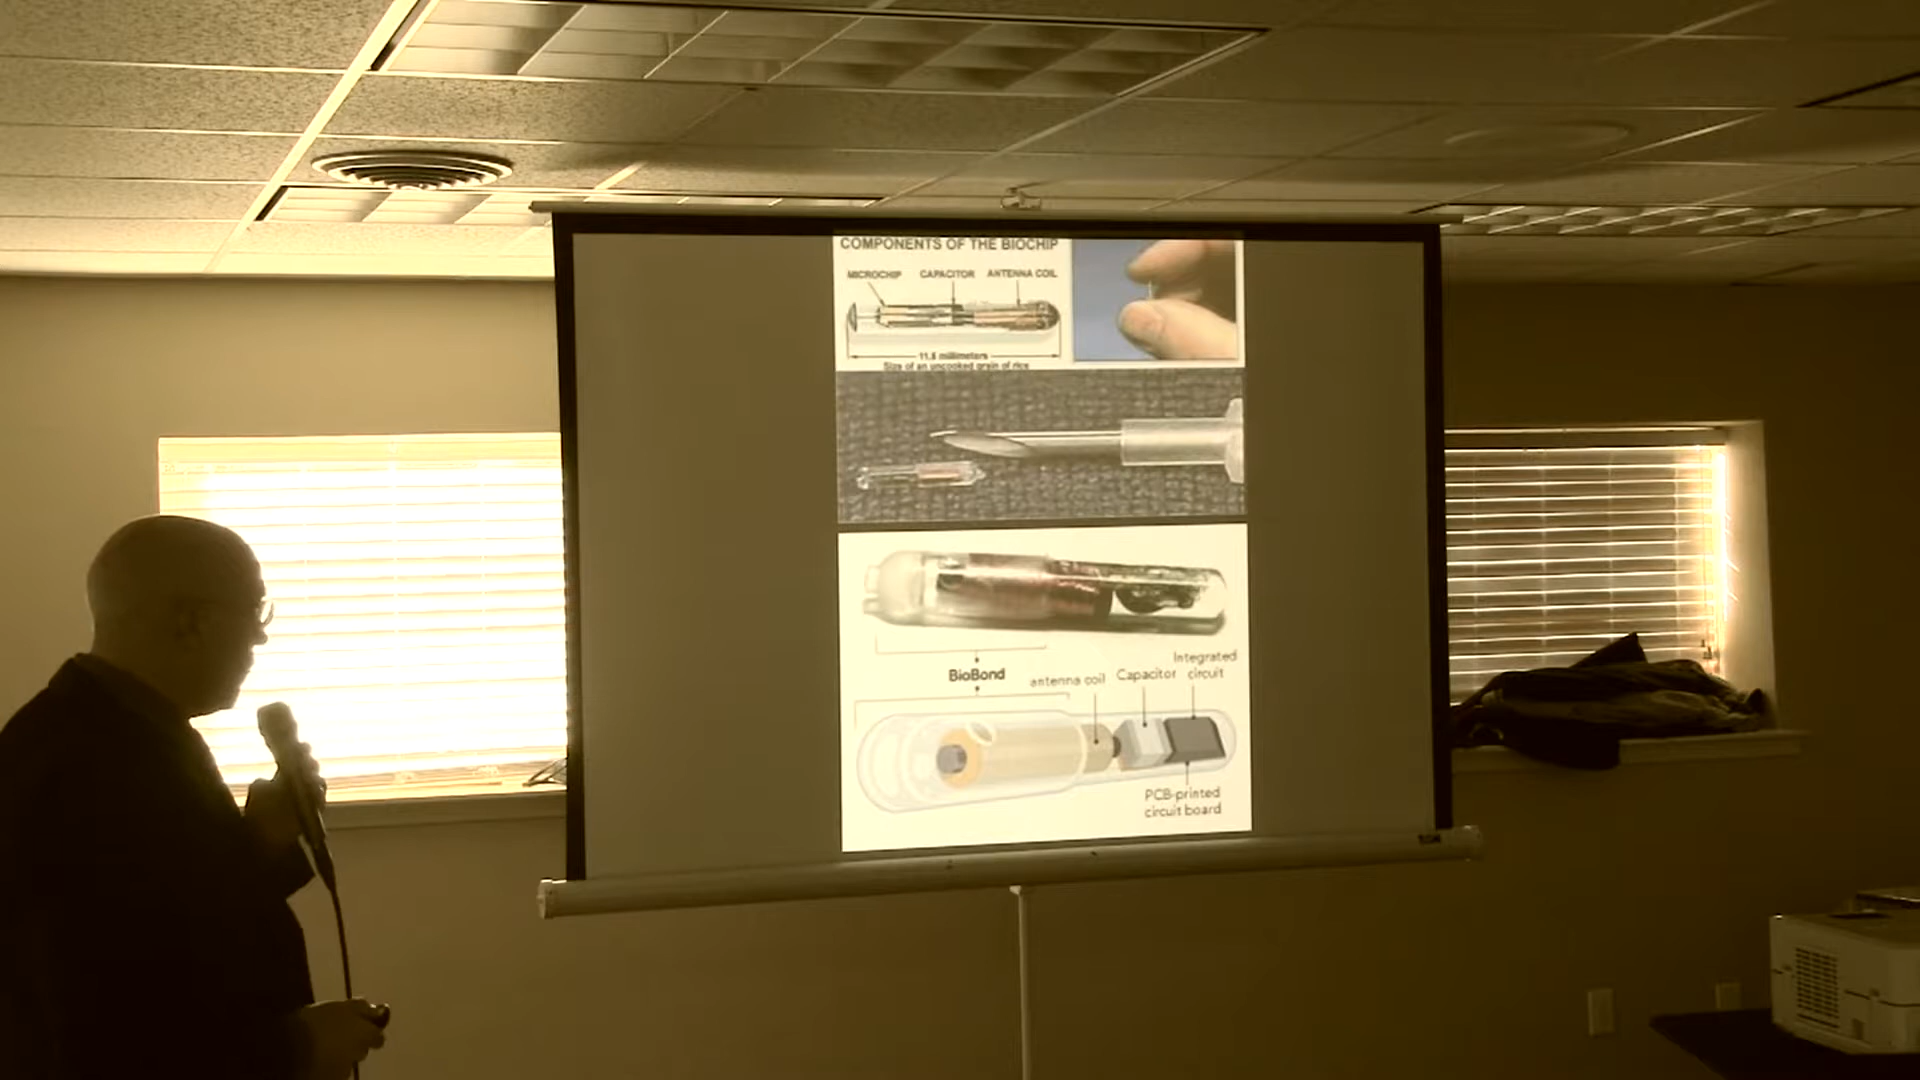 COMPONENTS OF THE BIOCHIP
MICROCHIP CAPACITOR ANTENNA COIL
11.5 millimeters
Size of an uncooked grain of rice
BioBond
antenna coil
Capacitor
Integrated
circuit
PCB-printed
circuit board